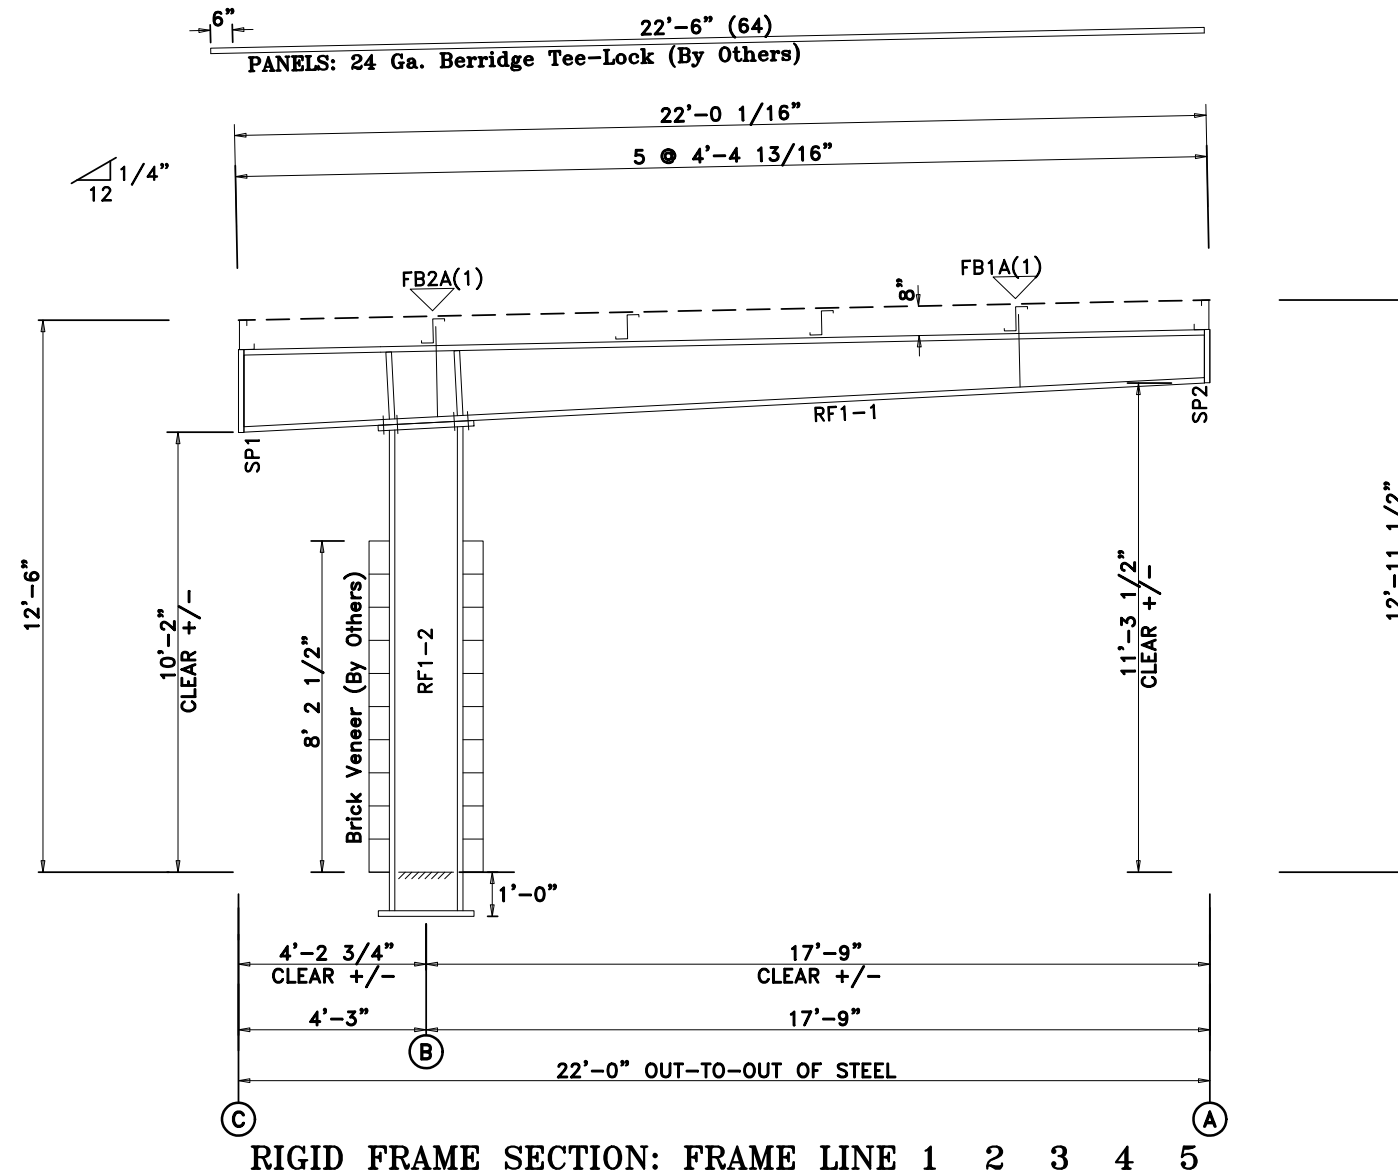 6"
22'-6" (64)
PANELS: 24 Ga. Berridge Tee-Lock (By Others)
22'-0 1/16"
5 @ 4'-4 13/16"
1/4"
12
FB2A(1)
FB1A(1)
8"
RF1-1
SP1
SP2
12'-6"
10'-2"
CLEAR +/-
8' 2 1/2"
Brick Veneer (By Others)
RF1-2
11'-3 1/2"
CLEAR +/-
12'-11 1/2"
1'-0"
4'-2 3/4"
CLEAR +/-
17'-9"
CLEAR +/-
4'-3"
17'-9"
B
22'-0" OUT-TO-OUT OF STEEL
C
A
RIGID FRAME SECTION: FRAME LINE 1 2 3 4 5